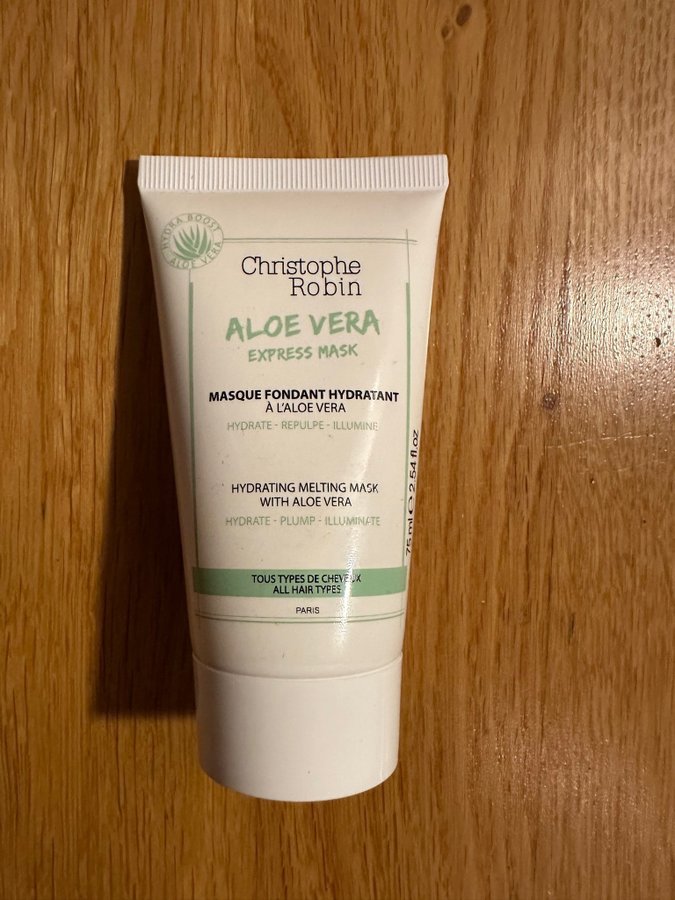 HYDRA BOOST
ALOE VERA
Christophe
Robin
ALOE VERA
EXPRESS MASK
MASQUE FONDANT HYDRATANT
À L'ALOE VERA
HYDRATE - REPULPE - ILLUMINE
HYDRATING MELTING MASK
WITH ALOE VERA
HYDRATE - PLUMP - ILLUMINATE
75 ml ℮ 2.54 fl.oz
TOUS TYPES DE CHEVEUX
ALL HAIR TYPES
PARIS